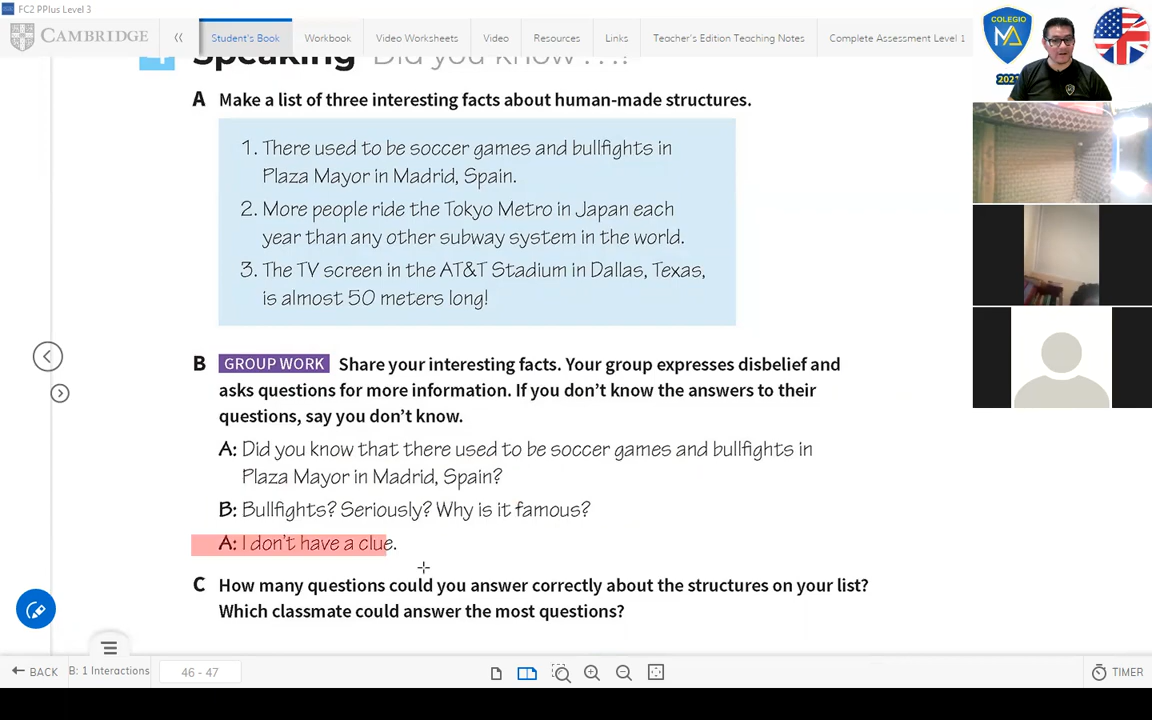 FC2 PPlus Level 3
CAMBRIDGE
Student's Book
Workbook
Video Worksheets
Video
Resources
Links
Teacher's Edition Teaching Notes
Complete Assessment Level 1
COLEGIO
MA
2021
Speaking Did you know . . . ?
A Make a list of three interesting facts about human-made structures.
1. There used to be soccer games and bullfights in
Plaza Mayor in Madrid, Spain.
2. More people ride the Tokyo Metro in Japan each
year than any other subway system in the world.
3. The TV screen in the AT&T Stadium in Dallas, Texas,
is almost 50 meters long!
B GROUP WORK Share your interesting facts. Your group expresses disbelief and
asks questions for more information. If you don't know the answers to their
questions, say you don't know.
A: Did you know that there used to be soccer games and bullfights in
Plaza Mayor in Madrid, Spain?
B: Bullfights? Seriously? Why is it famous?
A: I don't have a clue.
C How many questions could you answer correctly about the structures on your list?
Which classmate could answer the most questions?
BACK
B: 1 Interactions
46 - 47
TIMER